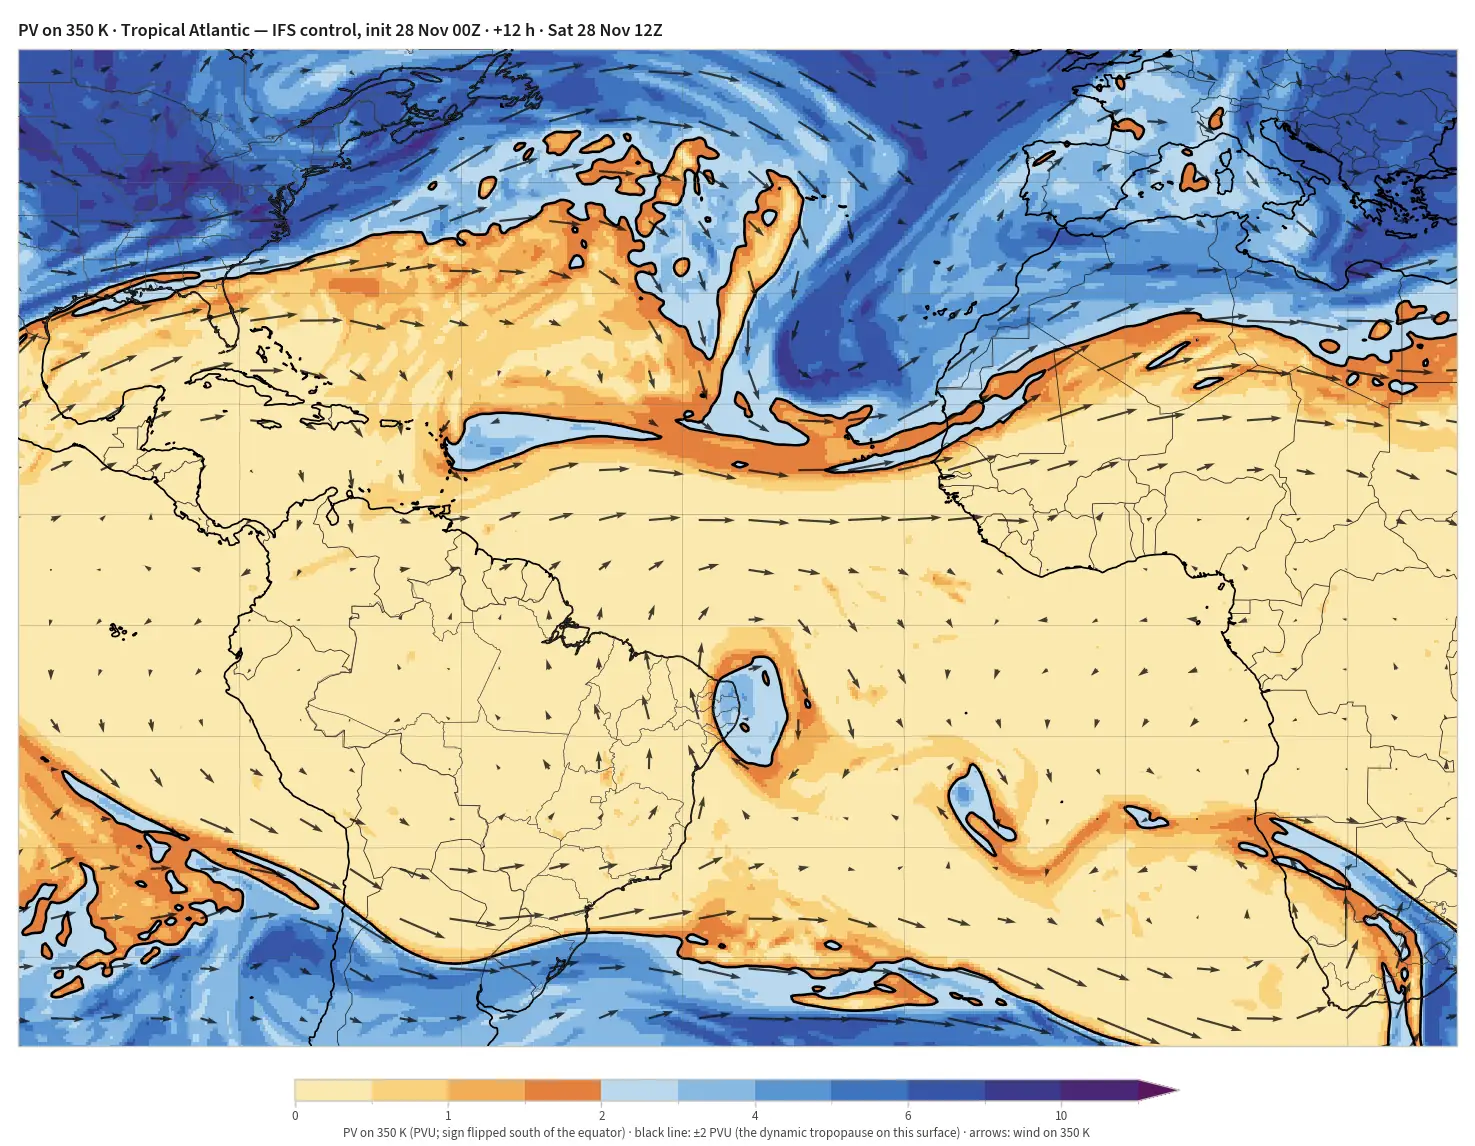 PV on 350 K · Tropical Atlantic — IFS control, init 28 Nov 00Z · +12 h · Sat 28 Nov 12Z
0 1 2 4 6 10
PV on 350 K (PVU; sign flipped south of the equator) · black line: ±2 PVU (the dynamic tropopause on this surface) · arrows: wind on 350 K